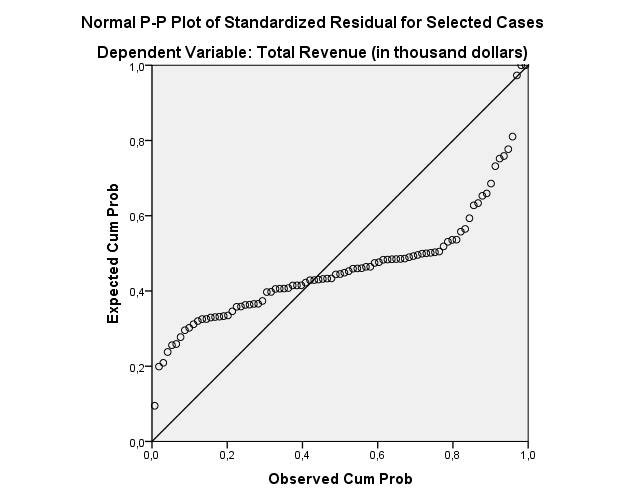 Normal P-P Plot of Standardized Residual for Selected Cases
Dependent Variable: Total Revenue (in thousand dollars)
1,0
0,8
0,6
0,4
0,2
0,0
Expected Cum Prob
0,0 0,2 0,4 0,6 0,8 1,0
Observed Cum Prob